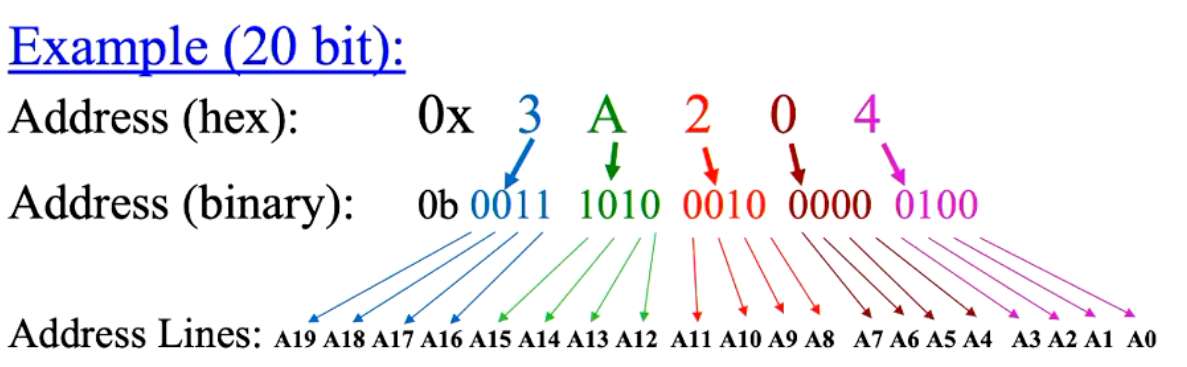 Example (20 bit):
Address (hex): 0x 3 A 2 0 4
Address (binary): 0b 0011 1010 0010 0000 0100
Address Lines: A19 A18 A17 A16 A15 A14 A13 A12 A11 A10 A9 A8 A7 A6 A5 A4 A3 A2 A1 A0